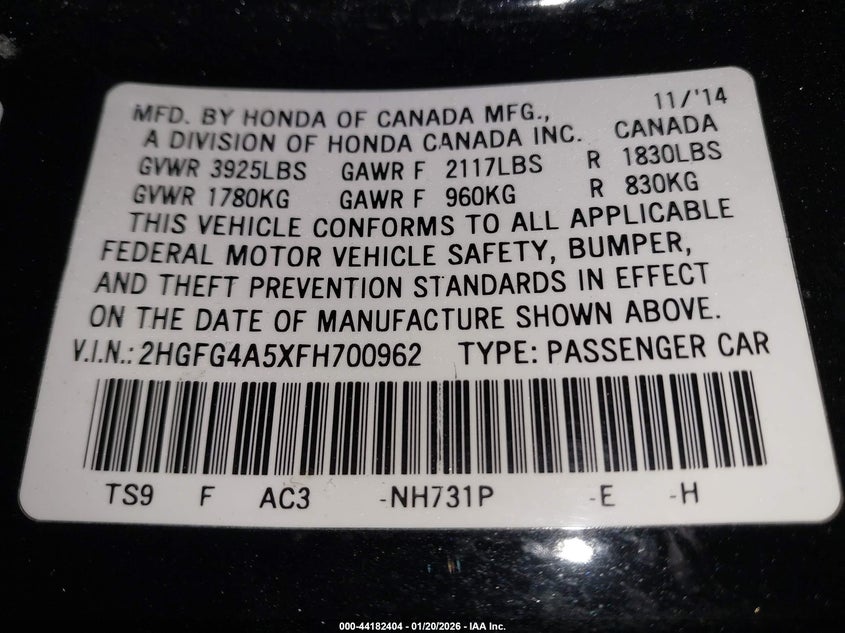 MFD. BY HONDA OF CANADA MFG., 11/'14
A DIVISION OF HONDA CANADA INC. CANADA
GVWR 3925LBS GAWR F 2117LBS R 1830LBS
GVWR 1780KG GAWR F 960KG R 830KG
THIS VEHICLE CONFORMS TO ALL APPLICABLE
FEDERAL MOTOR VEHICLE SAFETY, BUMPER,
AND THEFT PREVENTION STANDARDS IN EFFECT
ON THE DATE OF MANUFACTURE SHOWN ABOVE.
V.I.N.: 2HGFG4A5XFH700962 TYPE: PASSENGER CAR
TS9 F AC3 -NH731P -E -H
000-44182404 - 01/20/2026 - IAA Inc.